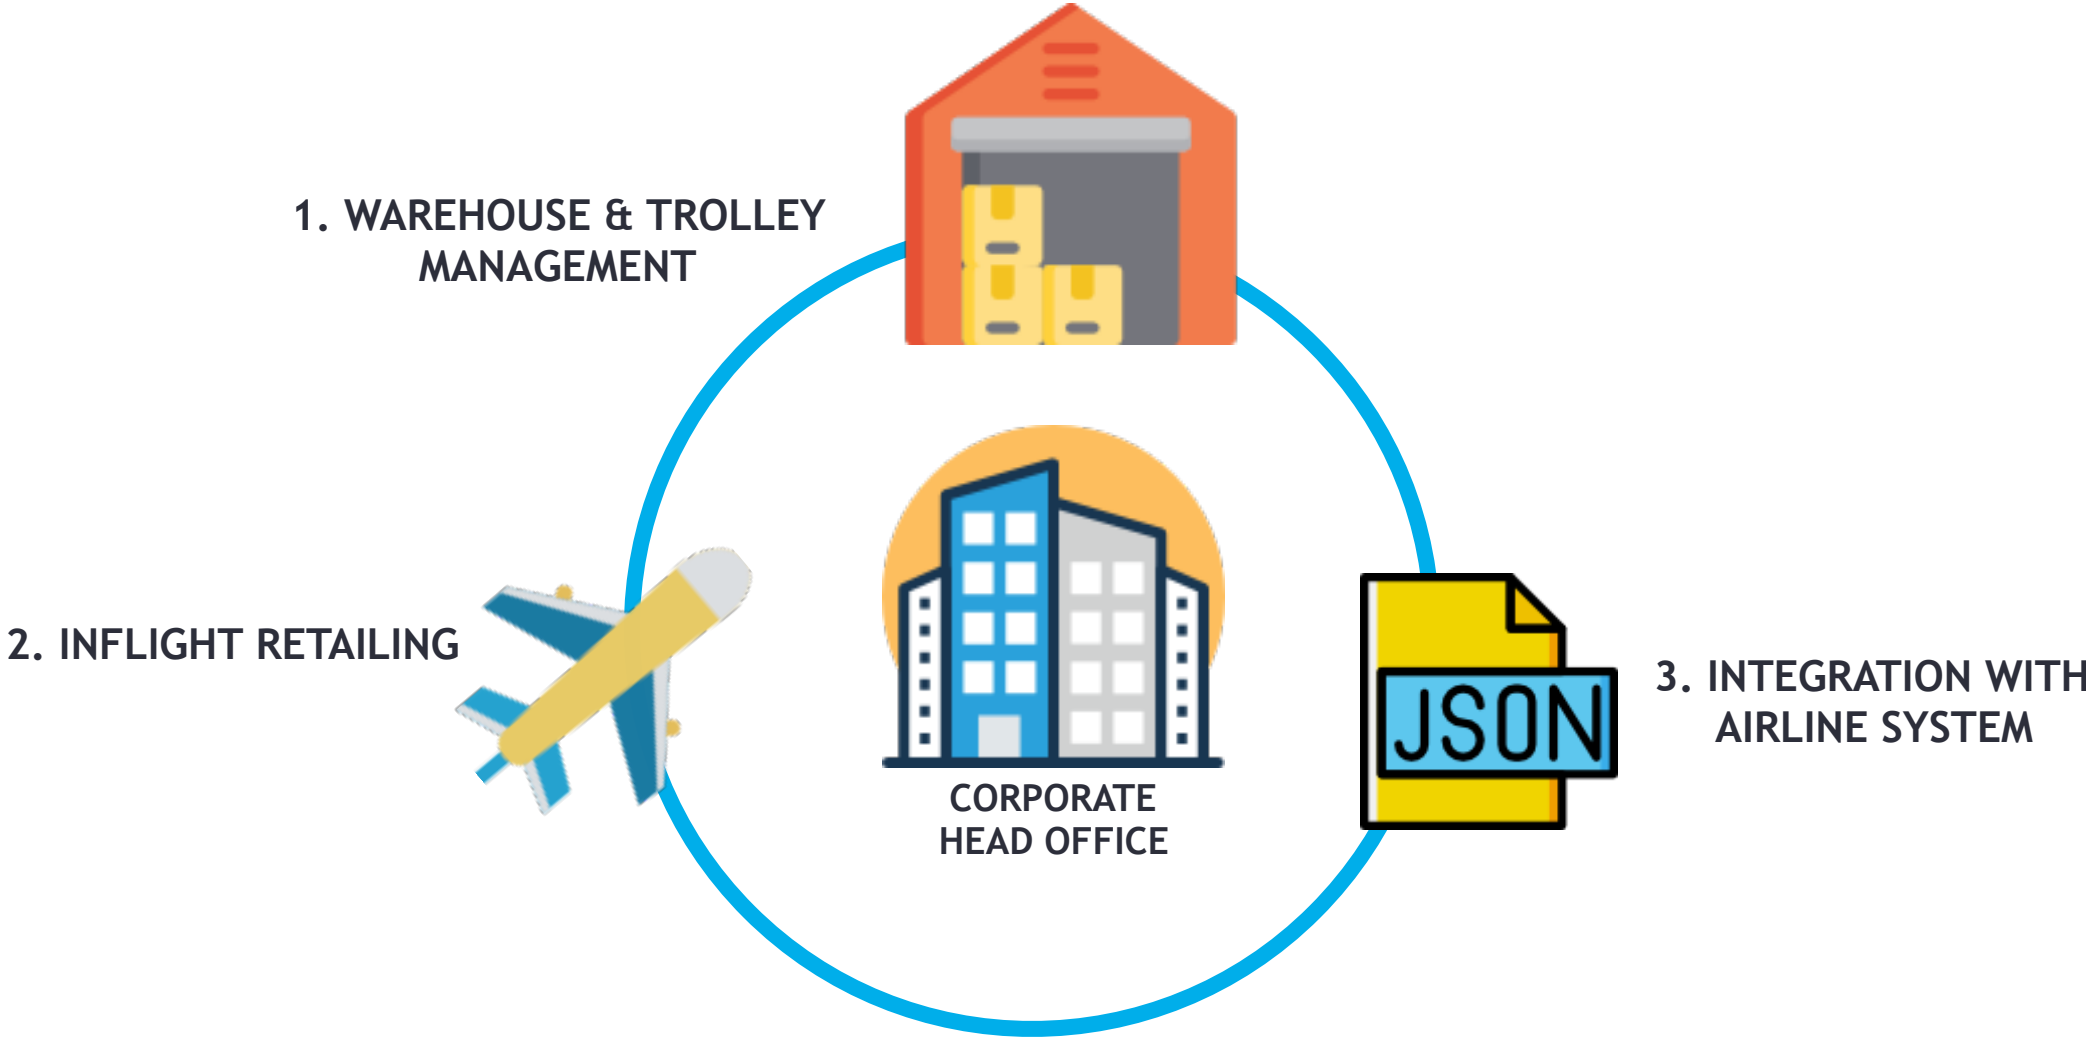 1. WAREHOUSE & TROLLEY
MANAGEMENT
2. INFLIGHT RETAILING
3. INTEGRATION WITH
AIRLINE SYSTEM
JSON
CORPORATE
HEAD OFFICE